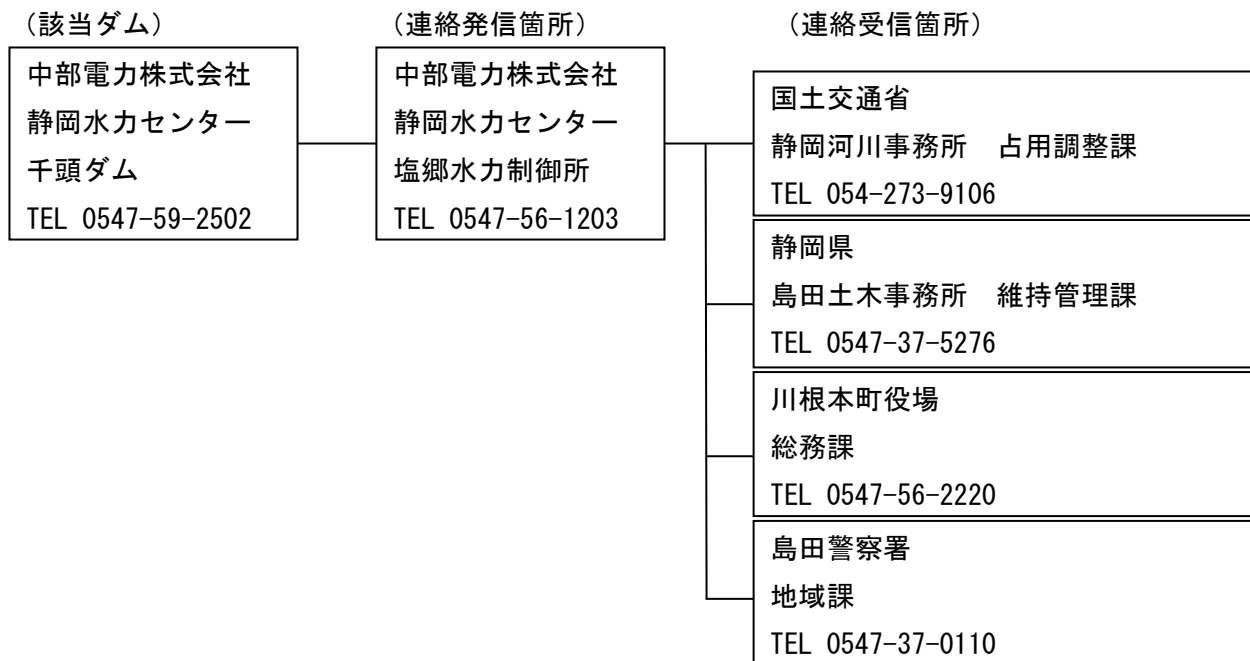 (該当ダム)
中部電力株式会社
静岡水力センター
千頭ダム
TEL 0547-59-2502
(連絡発信箇所)
中部電力株式会社
静岡水力センター
塩郷水力制御所
TEL 0547-56-1203
(連絡受信箇所)
国土交通省
静岡河川事務所 占用調整課
TEL 054-273-9106
静岡県
島田土木事務所 維持管理課
TEL 0547-37-5276
川根本町役場
総務課
TEL 0547-56-2220
島田警察署
地域課
TEL 0547-37-0110